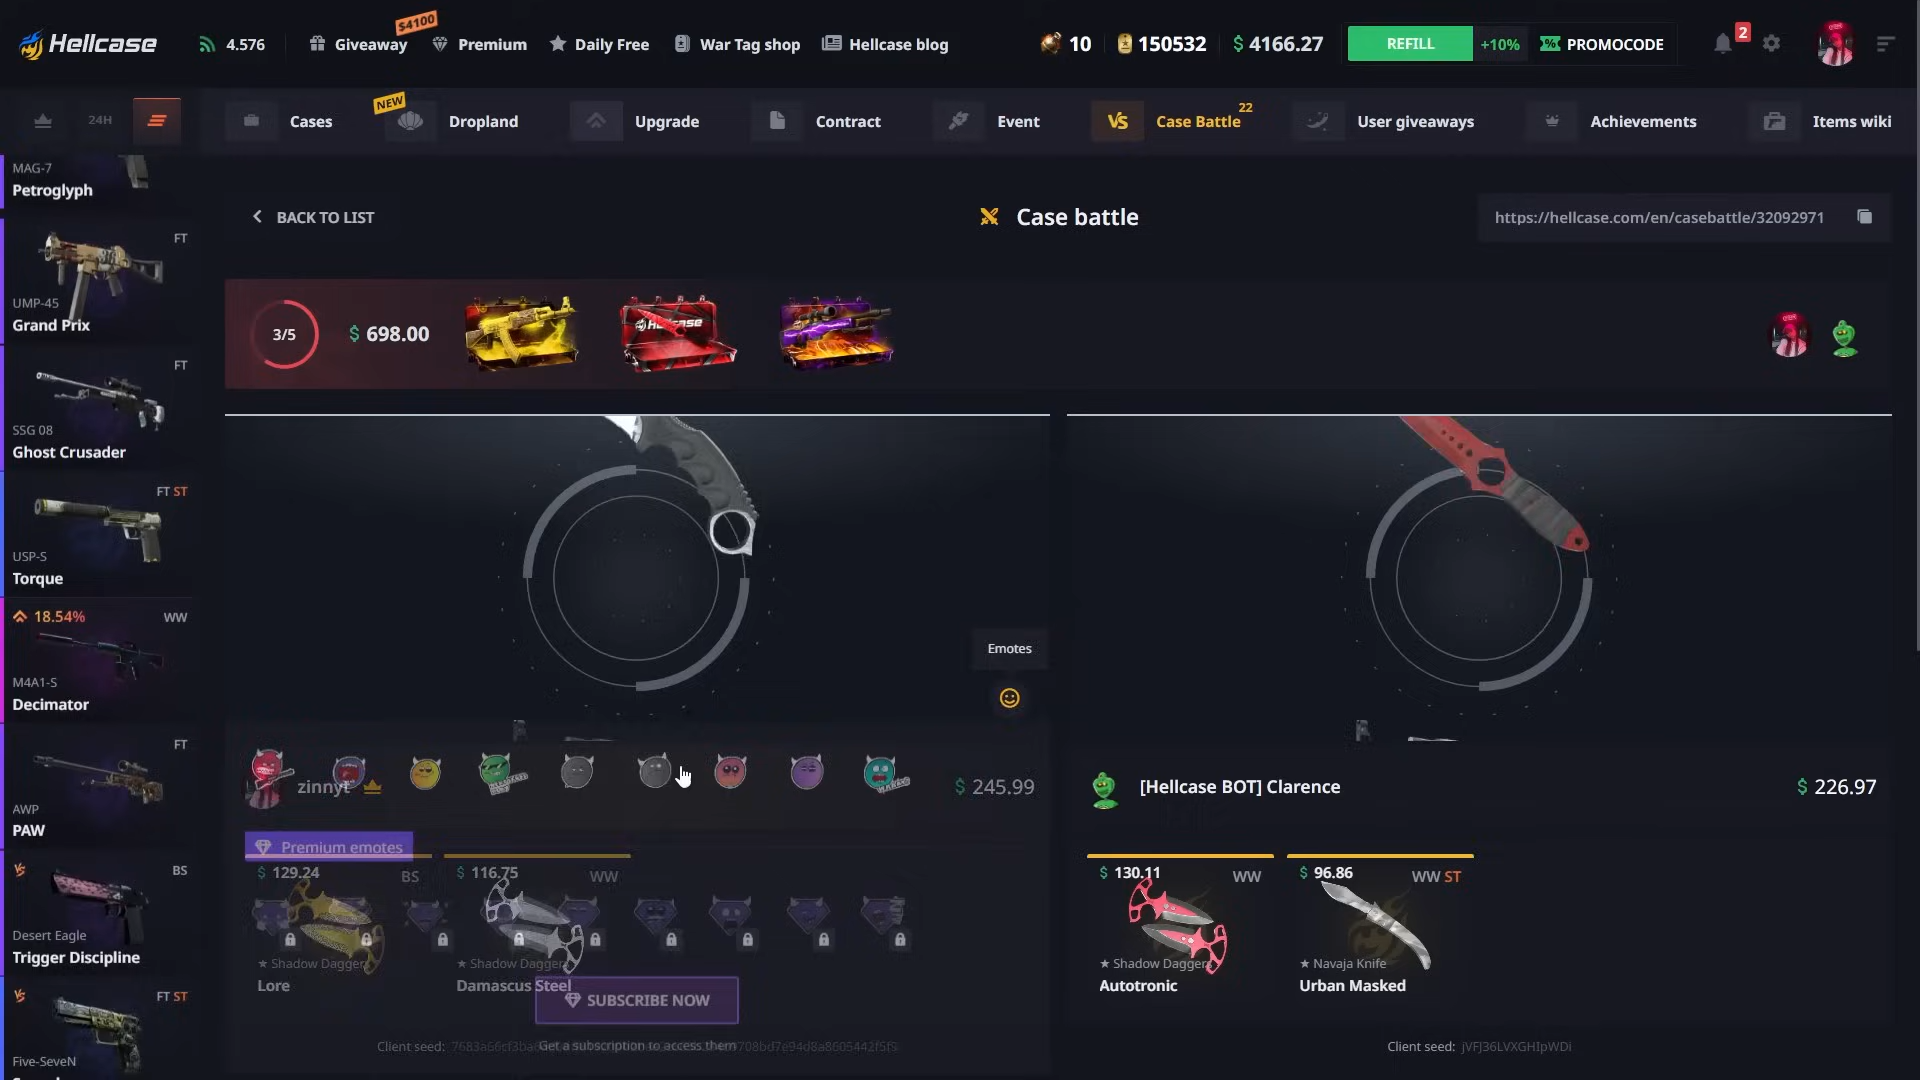 Hellcase
4.576
Giveaway
$4100
Premium
Daily Free
War Tag shop
Hellcase blog
10
150532
$ 4166.27
REFILL
+10%
PROMOCODE
2
24H
Cases
NEW
Dropland
Upgrade
Contract
Event
VS
Case Battle
22
User giveaways
Achievements
Items wiki
BACK TO LIST
Case battle
https://hellcase.com/en/casebattle/32092971
3/5
$ 698.00
MAG-7
Petroglyph
FT
UMP-45
Grand Prix
FT
SSG 08
Ghost Crusader
FT ST
USP-S
Torque
18.54%
WW
M4A1-S
Decimator
FT
AWP
PAW
VS
BS
Desert Eagle
Trigger Discipline
VS
FT ST
Five-SeveN
Emotes
zinnyt
$ 245.99
Premium emotes
$ 129.24
BS
★ Shadow Daggers
Lore
$ 116.75
WW
★ Shadow Daggers
Damascus Steel
SUBSCRIBE NOW
Get a subscription to access them
Client seed:
[Hellcase BOT] Clarence
$ 226.97
$ 130.11
WW
★ Shadow Daggers
Autotronic
$ 96.86
WW ST
★ Navaja Knife
Urban Masked
Client seed: jVFJ36LVXGHIpWDi